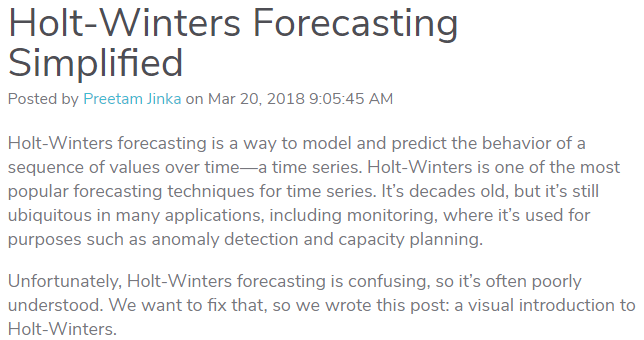 Holt-Winters Forecasting
Simplified
Posted by Preetam Jinka on Mar 20, 2018 9:05:45 AM
Holt-Winters forecasting is a way to model and predict the behavior of a
sequence of values over time—a time series. Holt-Winters is one of the most
popular forecasting techniques for time series. It’s decades old, but it’s still
ubiquitous in many applications, including monitoring, where it’s used for
purposes such as anomaly detection and capacity planning.
Unfortunately, Holt-Winters forecasting is confusing, so it’s often poorly
understood. We want to fix that, so we wrote this post: a visual introduction to
Holt-Winters.